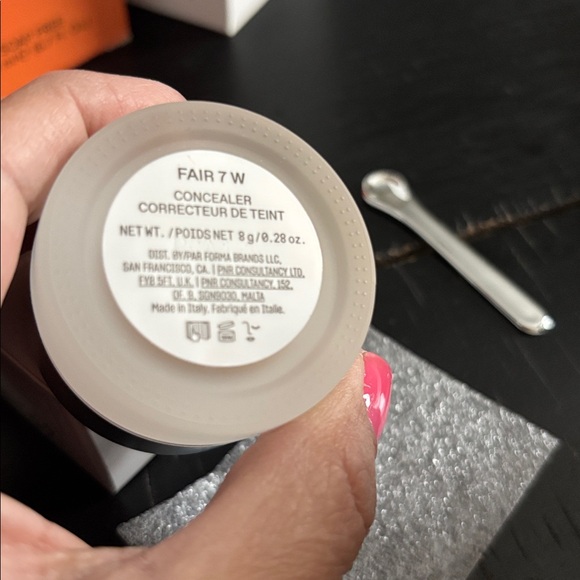 FAIR 7 W
CONCEALER
CORRECTEUR DE TEINT
NET WT. / POIDS NET 8 g/0.28 oz.
DIST. BY/PAR FORMA BRANDS LLC,
SAN FRANCISCO, CA. | PNR CONSULTANCY LTD,
FY8 5FT, U.K. | PNR CONSULTANCY, 152,
OF. 9, SGN9030, MALTA
Made in Italy. Fabriqué en Italie.